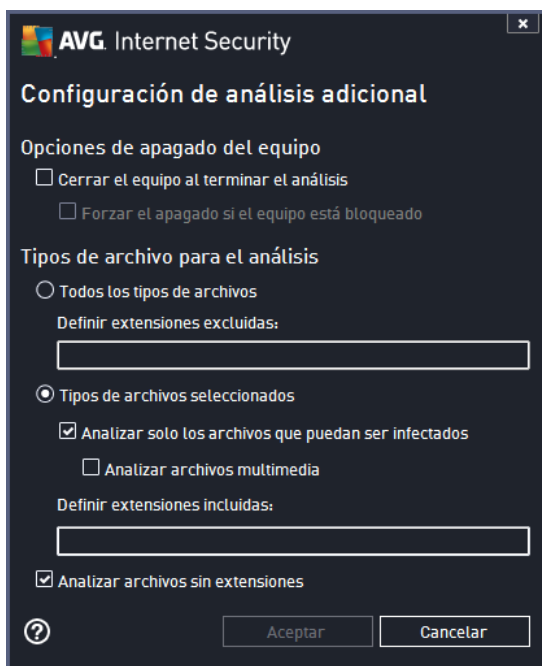 AVG. Internet Security
Configuración de análisis adicional
Opciones de apagado del equipo
Cerrar el equipo al terminar el análisis
Forzar el apagado si el equipo está bloqueado
Tipos de archivo para el análisis
Todos los tipos de archivos
Definir extensiones excluidas:
Tipos de archivos seleccionados
Analizar solo los archivos que puedan ser infectados
Analizar archivos multimedia
Definir extensiones incluidas:
Analizar archivos sin extensiones
Aceptar Cancelar